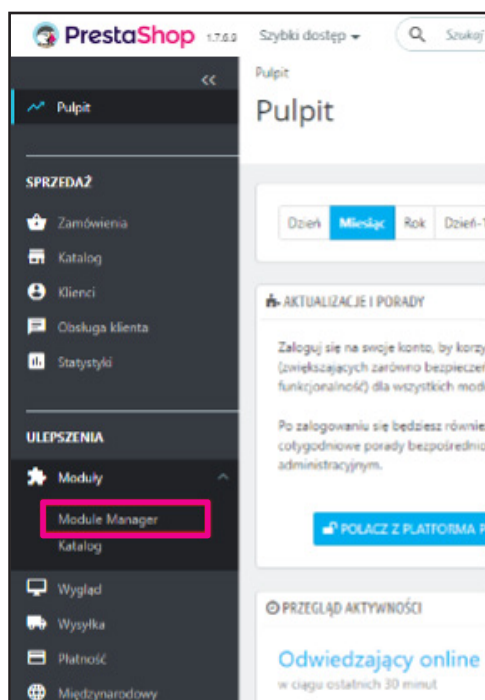 PrestaShop 1.7.6.9 Szybki dostęp Szukaj
Pulpit
Pulpit
Pulpit
SPRZEDAŻ
Zamówienia
Katalog
Klienci
Obsługa klienta
Statystyki
ULEPSZENIA
Moduły
Module Manager
Katalog
Wygląd
Wysyłka
Płatność
Międzynarodowy
Dzień Miesiąc Rok Dzień-1
AKTUALIZACJE I PORADY
Zaloguj się na swoje konto, by korzy
(zwiększających zarówno bezpieczeń
funkcjonalność) dla wszystkich mod
Po zalogowaniu się będziesz równie
cotygodniowe porady bezpośrednio
administracyjnym.
POŁĄCZ Z PLATFORMĄ P
PRZEGLĄD AKTYWNOŚCI
Odwiedzający online
w ciągu ostatnich 30 minut